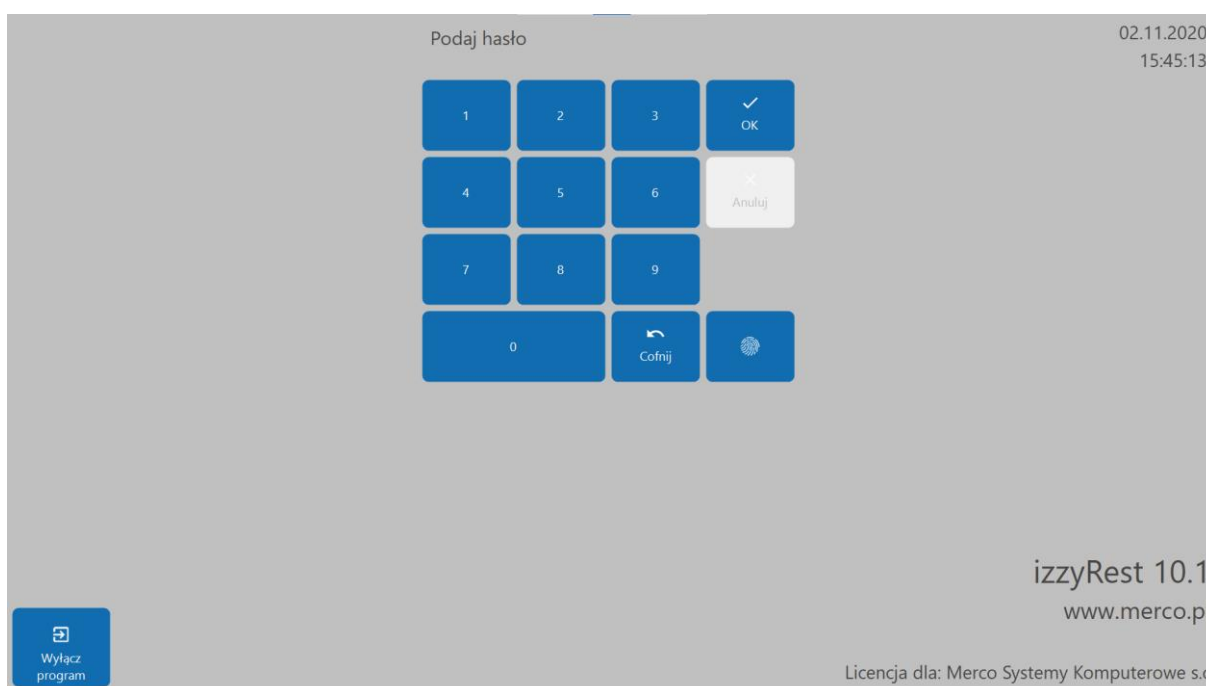 Podaj hasło
02.11.2020
15:45:13
1 2 3 OK
4 5 6 Anuluj
7 8 9
0 Cofnij
izzyRest 10.1
www.merco.p
Wyłącz
program
Licencja dla: Merco Systemy Komputerowe s.c